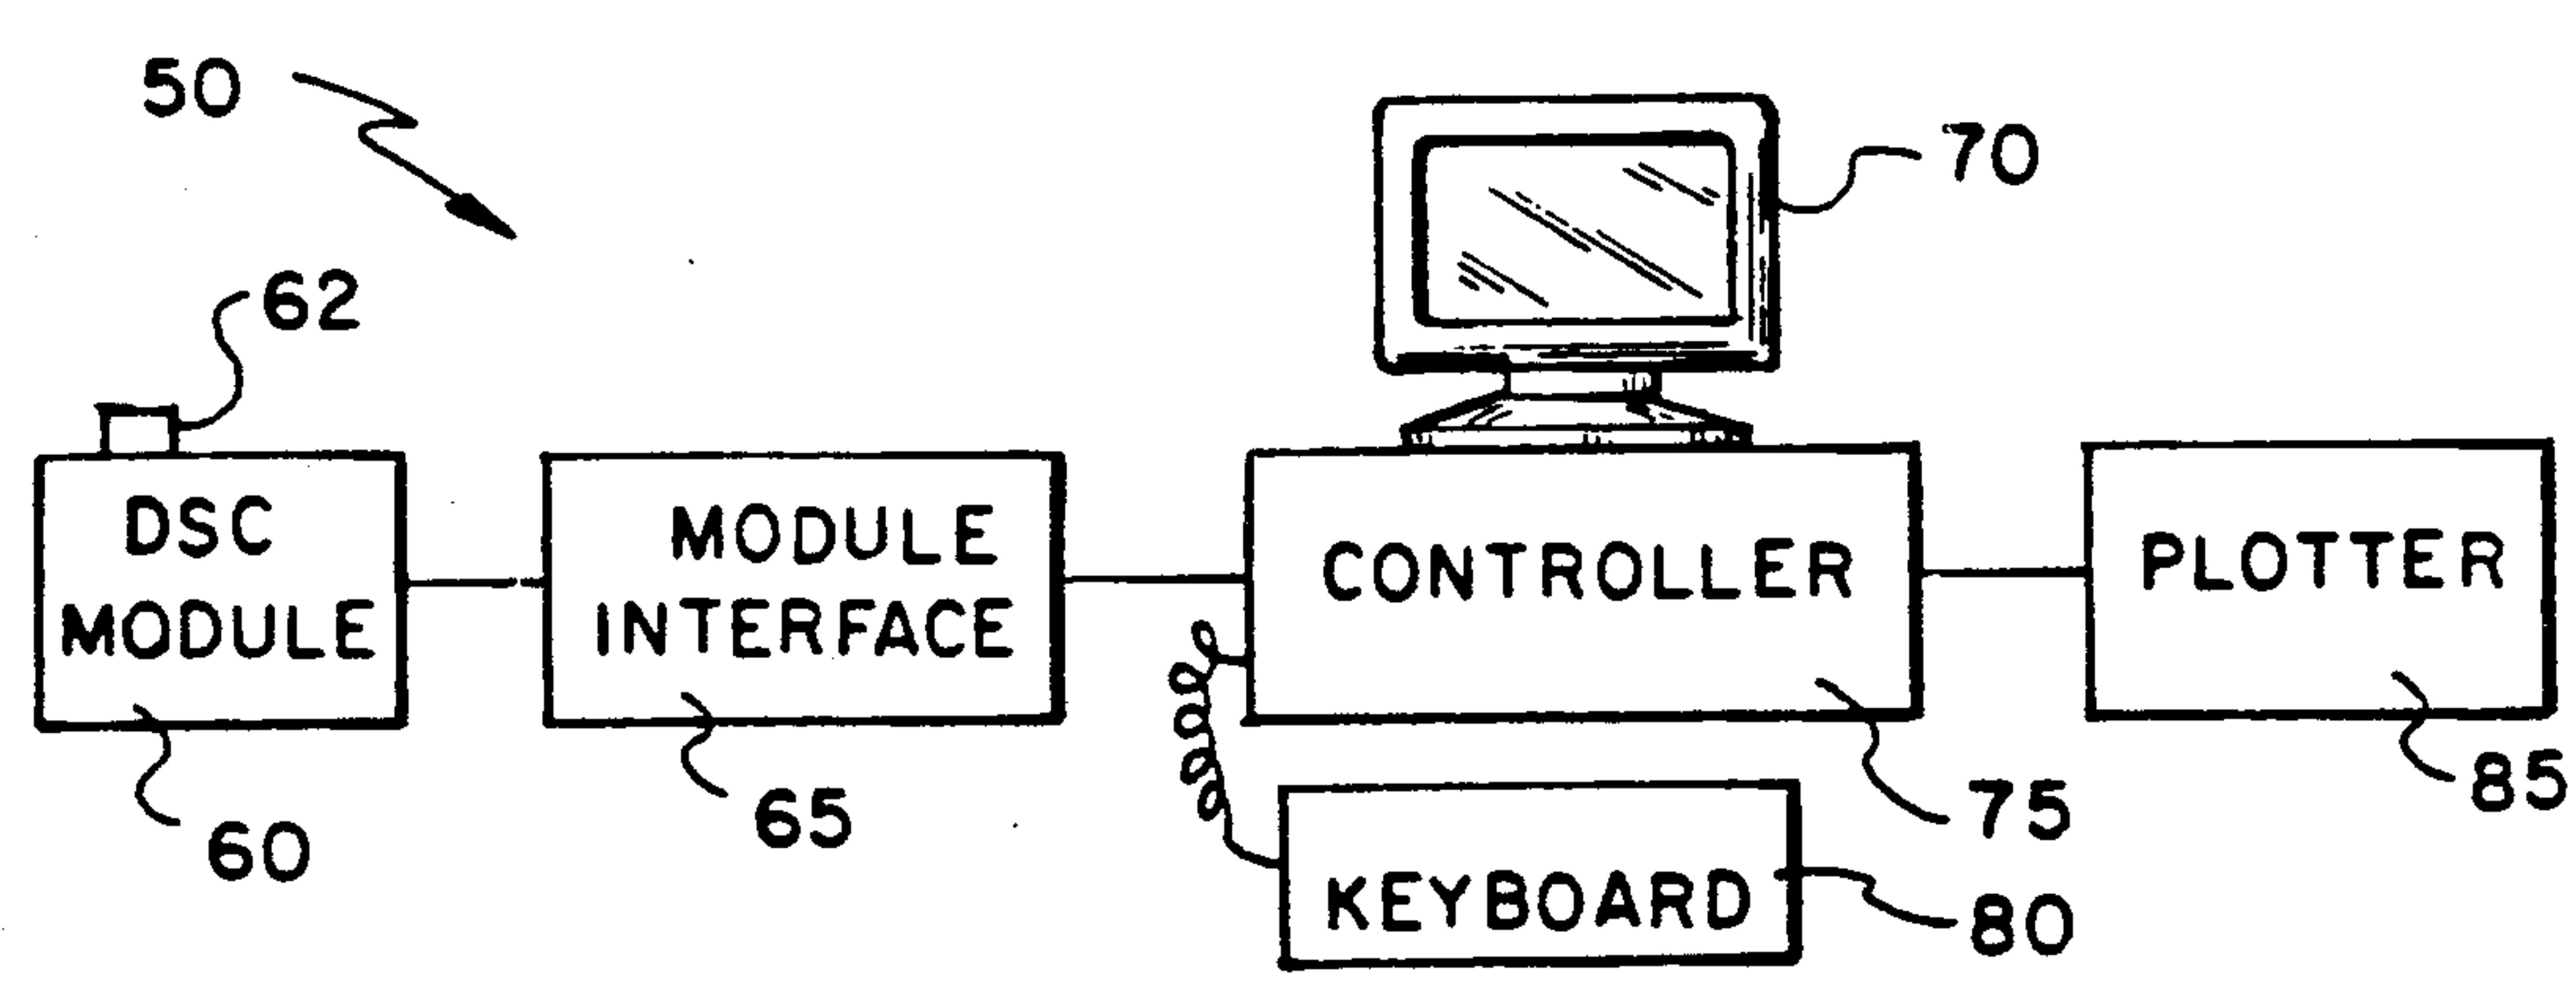 50
70
62
DSC
MODULE
MODULE
INTERFACE
CONTROLLER
PLOTTER
60
65
75
85
KEYBOARD
80